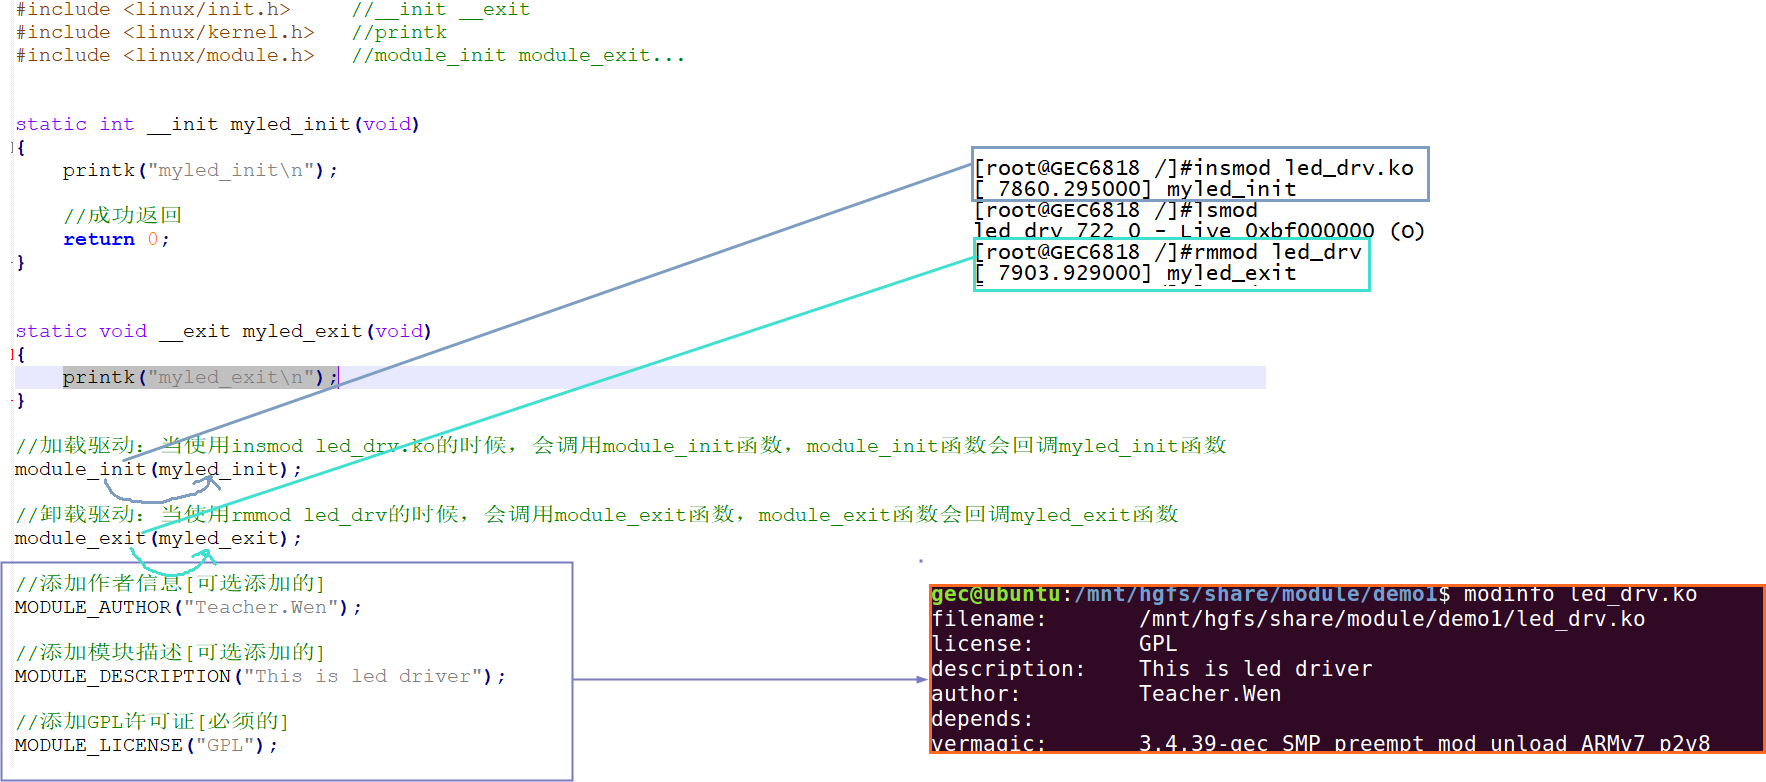 #include <linux/init.h>     //__init __exit
#include <linux/kernel.h>   //printk
#include <linux/module.h>   //module_init module_exit...
static int __init myled_init(void)
{
    printk("myled_init\n");
    //成功返回
    return 0;
}
static void __exit myled_exit(void)
{
    printk("myled_exit\n");
}
//加载驱动：当使用insmod led_drv.ko的时候，会调用module_init函数，module_init函数会回调myled_init函数
module_init(myled_init);
//卸载驱动：当使用rmmod led_drv的时候，会调用module_exit函数，module_exit函数会回调myled_exit函数
module_exit(myled_exit);
//添加作者信息[可选添加的]
MODULE_AUTHOR("Teacher.Wen");
//添加模块描述[可选添加的]
MODULE_DESCRIPTION("This is led driver");
//添加GPL许可证[必须的]
MODULE_LICENSE("GPL");
[root@GEC6818 /]#insmod led_drv.ko
[ 7860.295000] myled_init
[root@GEC6818 /]#lsmod
led_drv 722 0 - Live 0xbf000000 (O)
[root@GEC6818 /]#rmmod led_drv
[ 7903.929000] myled_exit
gec@ubuntu:/mnt/hgfs/share/module/demo1$ modinfo led_drv.ko
filename:       /mnt/hgfs/share/module/demo1/led_drv.ko
license:        GPL
description:    This is led driver
author:         Teacher.Wen
depends:
vermagic:       3.4.39-gec SMP preempt mod_unload ARMv7 p2v8